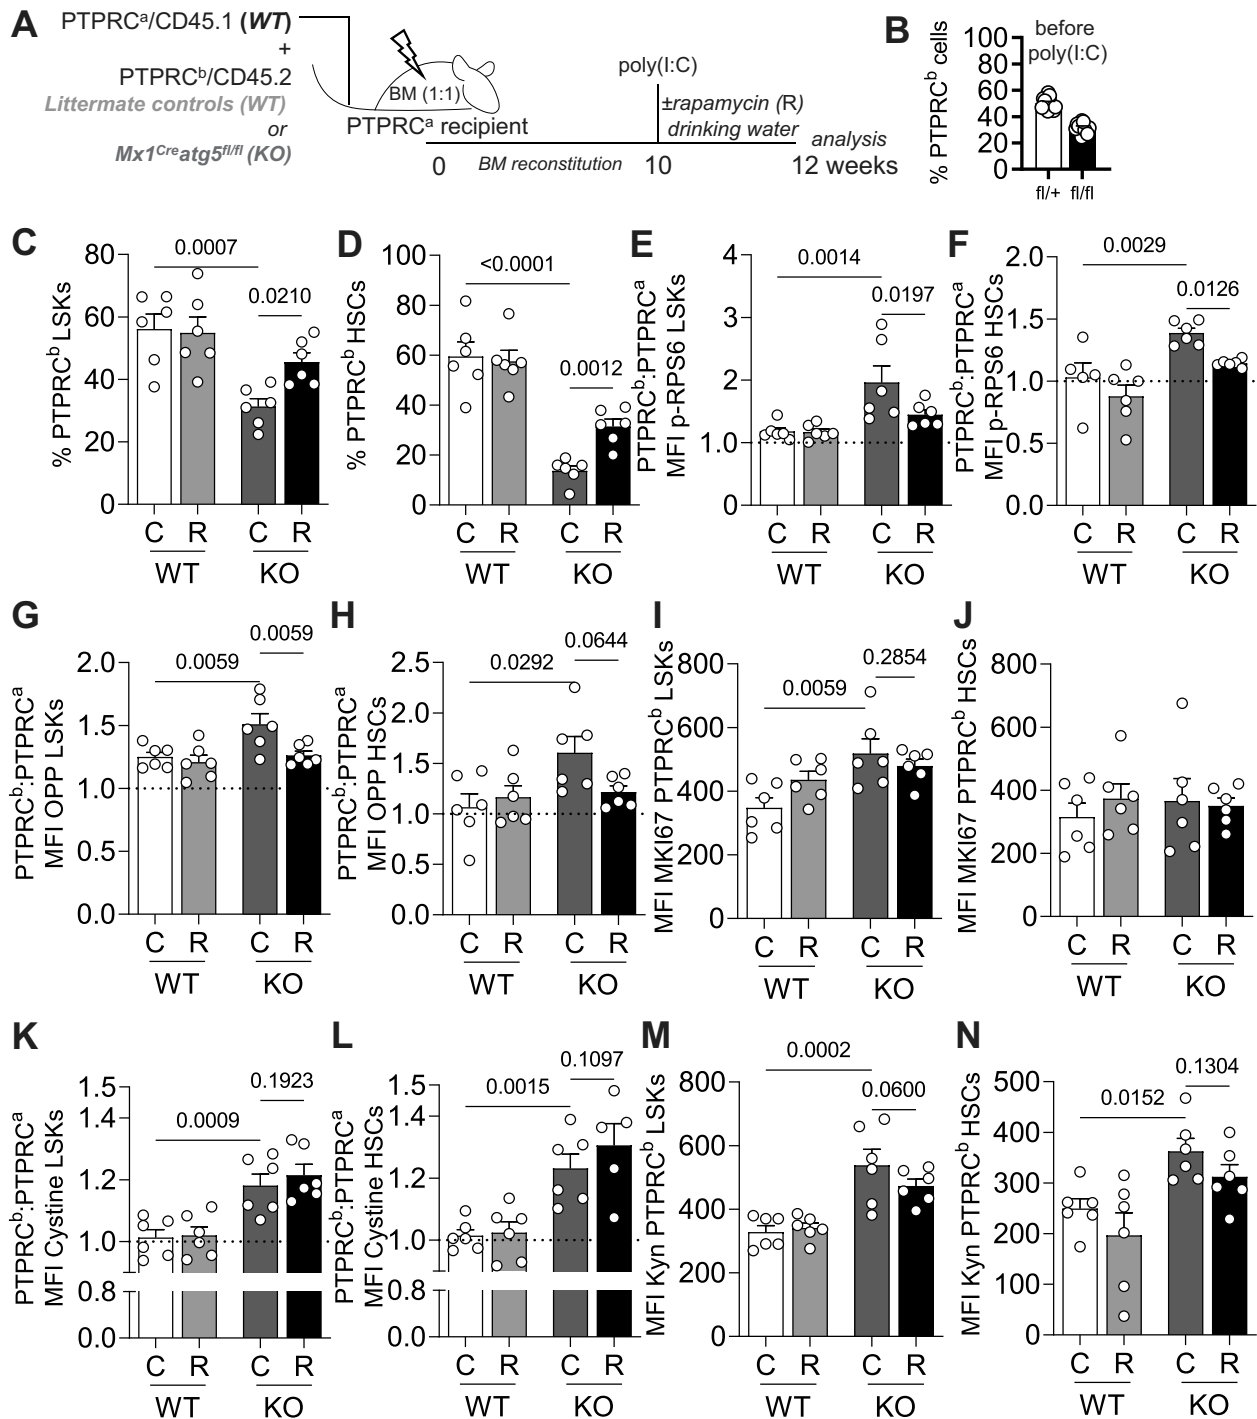 A
PTPRCᵃ/CD45.1 (WT)
+
PTPRCᵇ/CD45.2
Littermate controls (WT)
or
Mx1ᶜʳᵉatg5ᶠˡ/ᶠˡ (KO)
BM (1:1)
PTPRCᵃ recipient
poly(I:C)
±rapamycin (R)
drinking water
analysis
0 BM reconstitution 10 12 weeks
B
before
poly(I:C)
% PTPRCᵇ cells
100
80
60
40
20
0
fl/+ fl/fl
C
% PTPRCᵇ LSKs
80
60
40
20
0
0.0007
0.0210
C R C R
WT KO
D
% PTPRCᵇ HSCs
100
80
60
40
20
0
<0.0001
0.0012
C R C R
WT KO
E
PTPRCᵇ:PTPRCᵃ
MFI p-RPS6 LSKs
4
3
2
1.0
0
0.0014
0.0197
C R C R
WT KO
F
PTPRCᵇ:PTPRCᵃ
MFI p-RPS6 HSCs
2.0
1.5
1.0
0.5
0.0
0.0029
0.0126
C R C R
WT KO
G
PTPRCᵇ:PTPRCᵃ
MFI OPP LSKs
2.0
1.5
1.0
0.5
0.0
0.0059
0.0059
C R C R
WT KO
H
PTPRCᵇ:PTPRCᵃ
MFI OPP HSCs
2.5
2.0
1.5
1.0
0.5
0.0
0.0292
0.0644
C R C R
WT KO
I
MFI MKI67 PTPRCᵇ LSKs
800
600
400
200
0
0.0059
0.2854
C R C R
WT KO
J
MFI MKI67 PTPRCᵇ HSCs
800
600
400
200
0
C R C R
WT KO
K
PTPRCᵇ:PTPRCᵃ
MFI Cystine LSKs
1.5
1.4
1.2
1.0
0.8
0.0
0.0009
0.1923
C R C R
WT KO
L
PTPRCᵇ:PTPRCᵃ
MFI Cystine HSCs
1.5
1.4
1.2
1.0
0.8
0.0
0.0015
0.1097
C R C R
WT KO
M
MFI Kyn PTPRCᵇ LSKs
800
600
400
200
0
0.0002
0.0600
C R C R
WT KO
N
MFI Kyn PTPRCᵇ HSCs
500
400
300
200
100
0
0.0152
0.1304
C R C R
WT KO